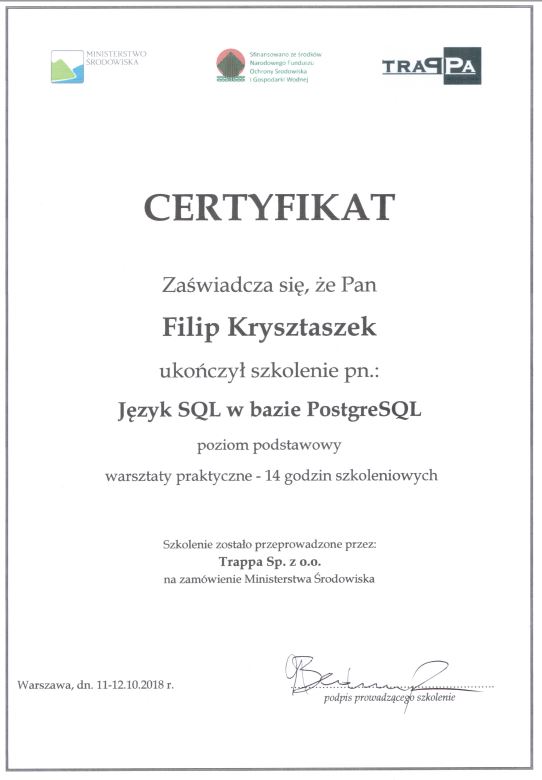 MINISTERSTWO
ŚRODOWISKA
Sfinansowano ze środków
Narodowego Funduszu
Ochrony Środowiska
i Gospodarki Wodnej
TRAPPA
CERTYFIKAT
Zaświadcza się, że Pan
Filip Krysztaszek
ukończył szkolenie pn.:
Język SQL w bazie PostgreSQL
poziom podstawowy
warsztaty praktyczne - 14 godzin szkoleniowych
Szkolenie zostało przeprowadzone przez:
Trappa Sp. z o.o.
na zamówienie Ministerstwa Środowiska
Warszawa, dn. 11-12.10.2018 r.
podpis prowadzącego szkolenie